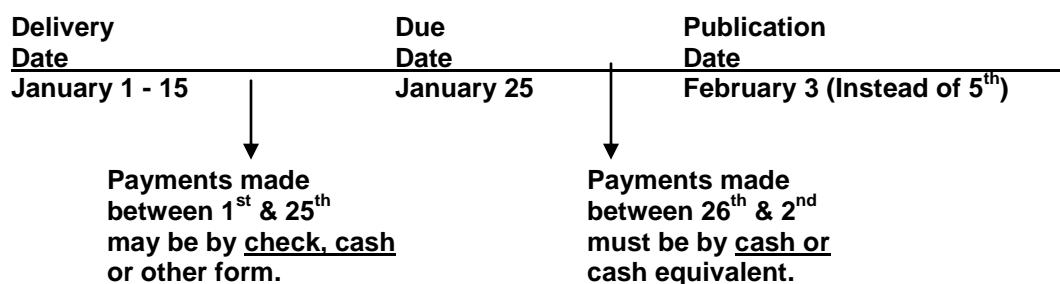 Delivery Due Publication
Date Date Date
January 1 - 15 January 25 February 3 (Instead of 5th)
Payments made Payments made
between 1st & 25th between 26th & 2nd
may be by check, cash must be by cash or
or other form. cash equivalent.